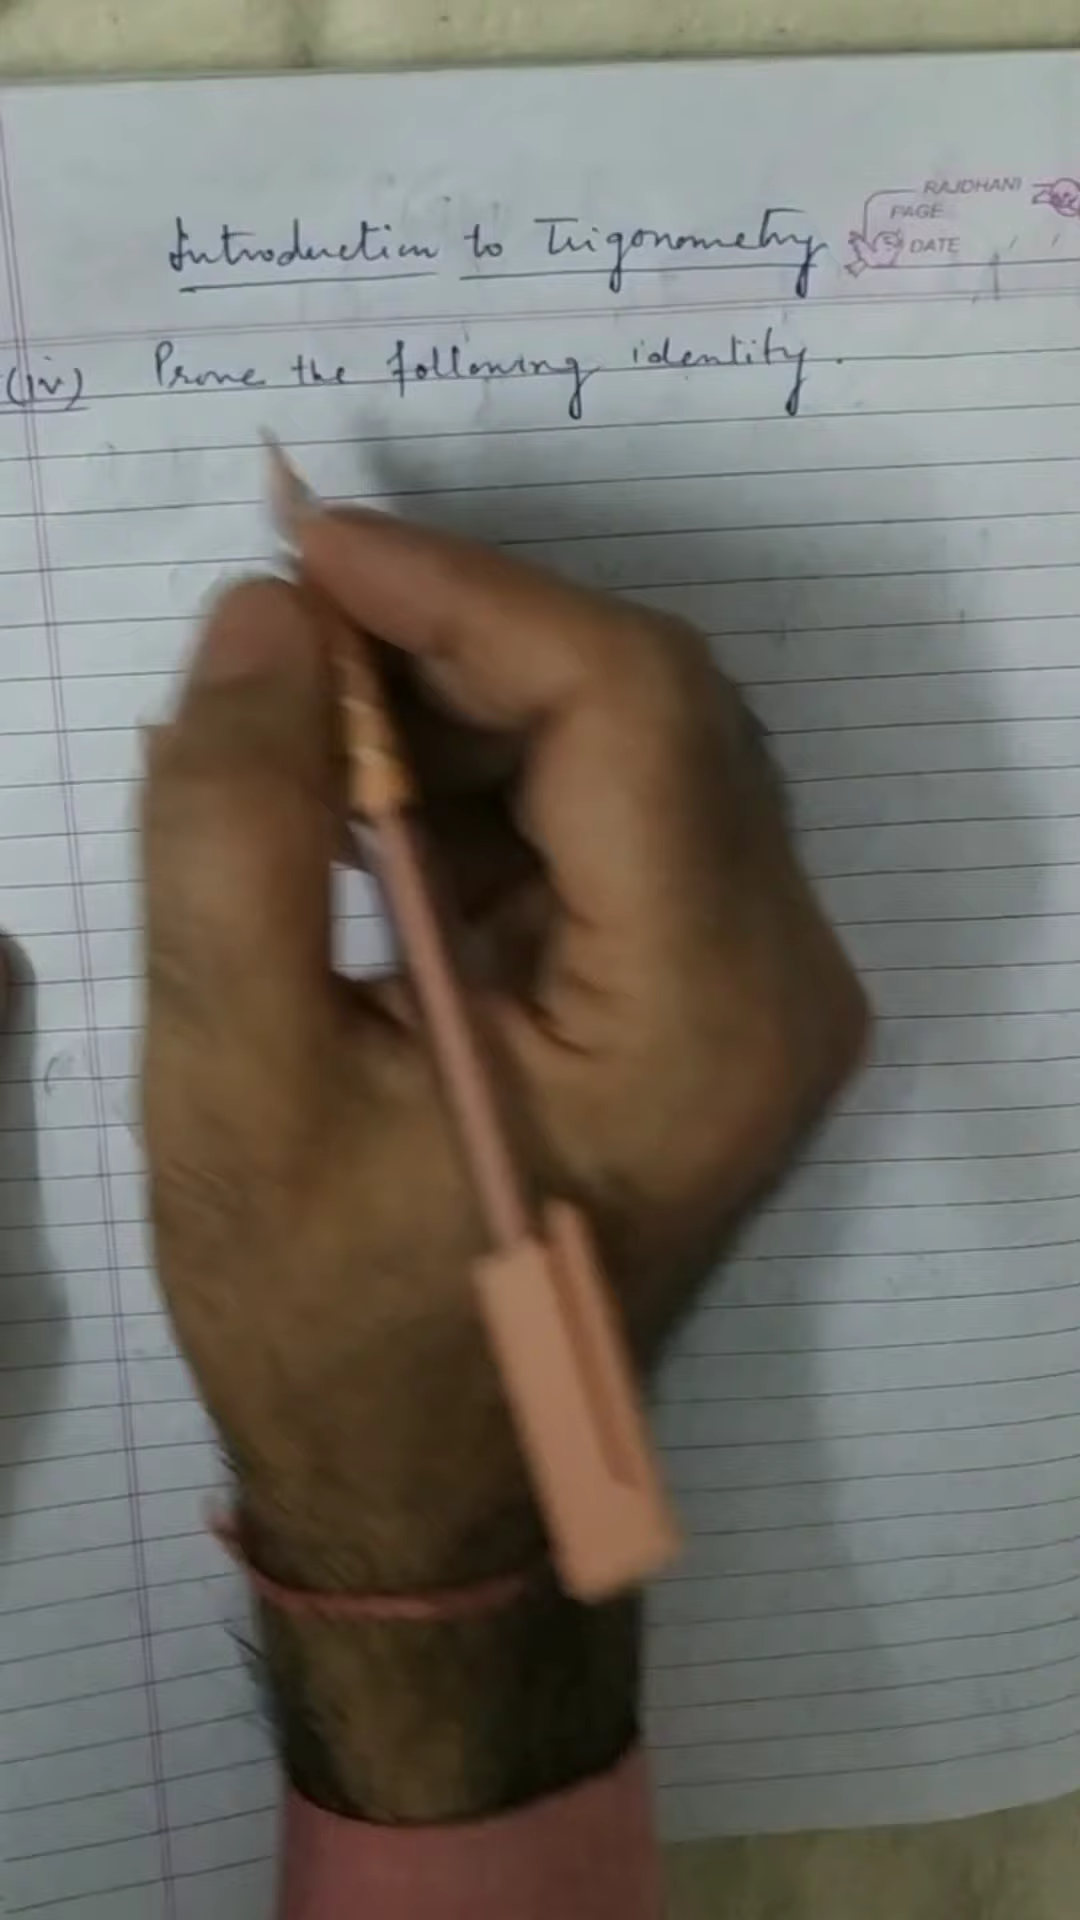 Introduction to Trigonometry
RAJDHANI
PAGE
DATE / /
(iv) Prove the following identity.